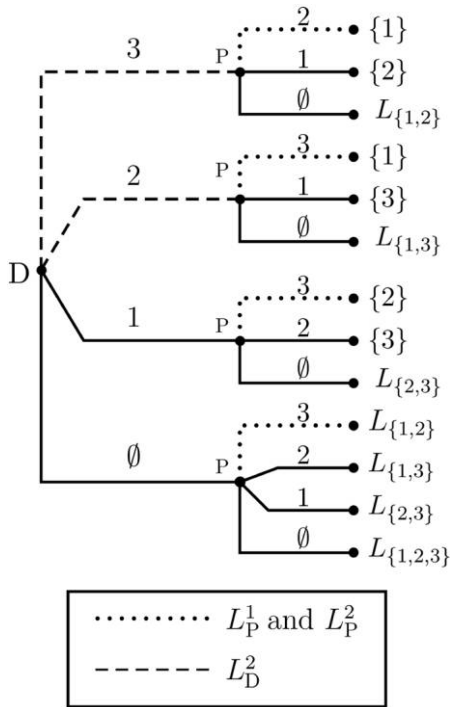 2 {1}
3 P 1 {2}
∅ L_{1,2}
3 {1}
2 P 1 {3}
∅ L_{1,3}
D
3 {2}
1 P 2 {3}
∅ L_{2,3}
3 L_{1,2}
∅ P 2 L_{1,3}
1 L_{2,3}
∅ L_{1,2,3}
L_P^1 and L_P^2
L_D^2